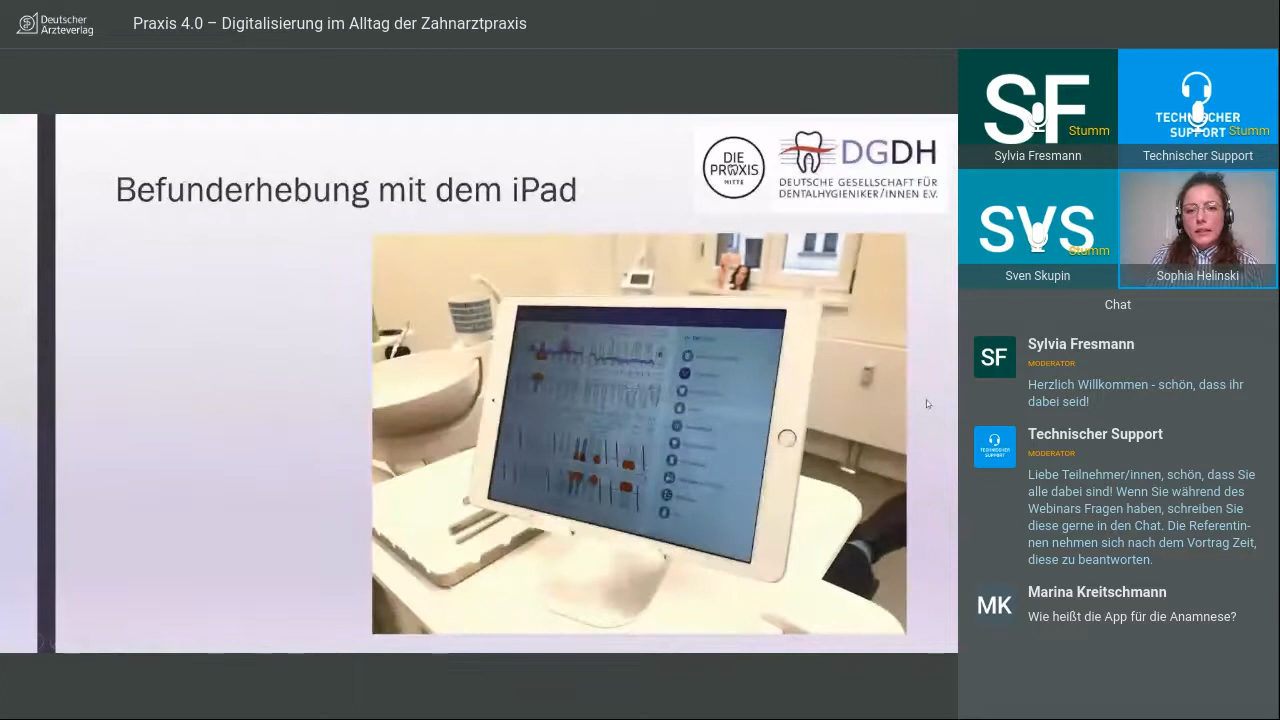 Deutscher
Ärzteverlag
Praxis 4.0 – Digitalisierung im Alltag der Zahnarztpraxis
Befunderhebung mit dem iPad
DIE
PRAXIS
MITTE
DGDH
DEUTSCHE GESELLSCHAFT FÜR
DENTALHYGIENIKER/INNEN E.V.
SF
Stumm
Sylvia Fresmann
TECHNISCHER
SUPPORT
Stumm
Technischer Support
SVS
Stumm
Sven Skupin
Sophia Helinski
Chat
SF
Sylvia Fresmann
MODERATOR
Herzlich Willkommen - schön, dass ihr
dabei seid!
TECHNISCHER
SUPPORT
Technischer Support
MODERATOR
Liebe Teilnehmer/innen, schön, dass Sie
alle dabei sind! Wenn Sie während des
Webinars Fragen haben, schreiben Sie
diese gerne in den Chat. Die Referentin-
nen nehmen sich nach dem Vortrag Zeit,
diese zu beantworten.
MK
Marina Kreitschmann
Wie heißt die App für die Anamnese?